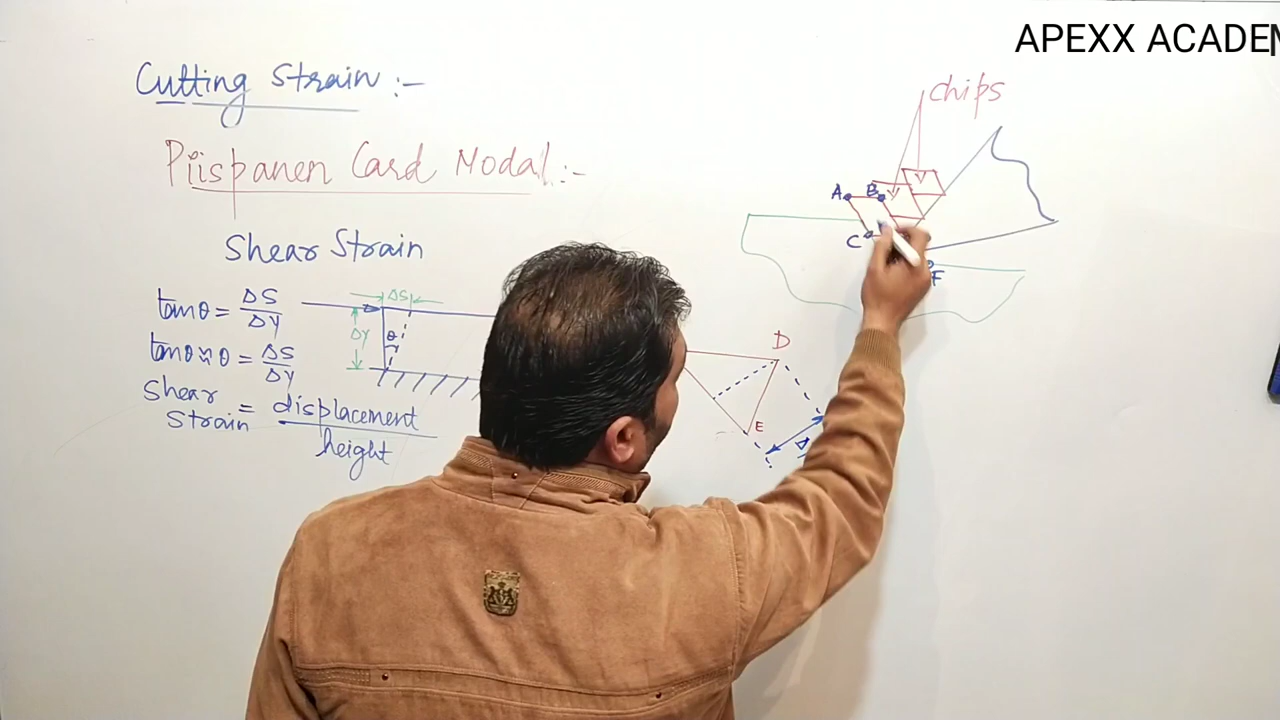 APEXX ACADEM
Cutting Strain :-
Piispanen Card Modal :-
Shear Strain
tanθ = ΔS/Δy
tanθ ≈ θ = ΔS/Δy
Shear Strain = displacement/height
ΔS
Δy
θ
chips
A
B
C
F
D
E
Δ